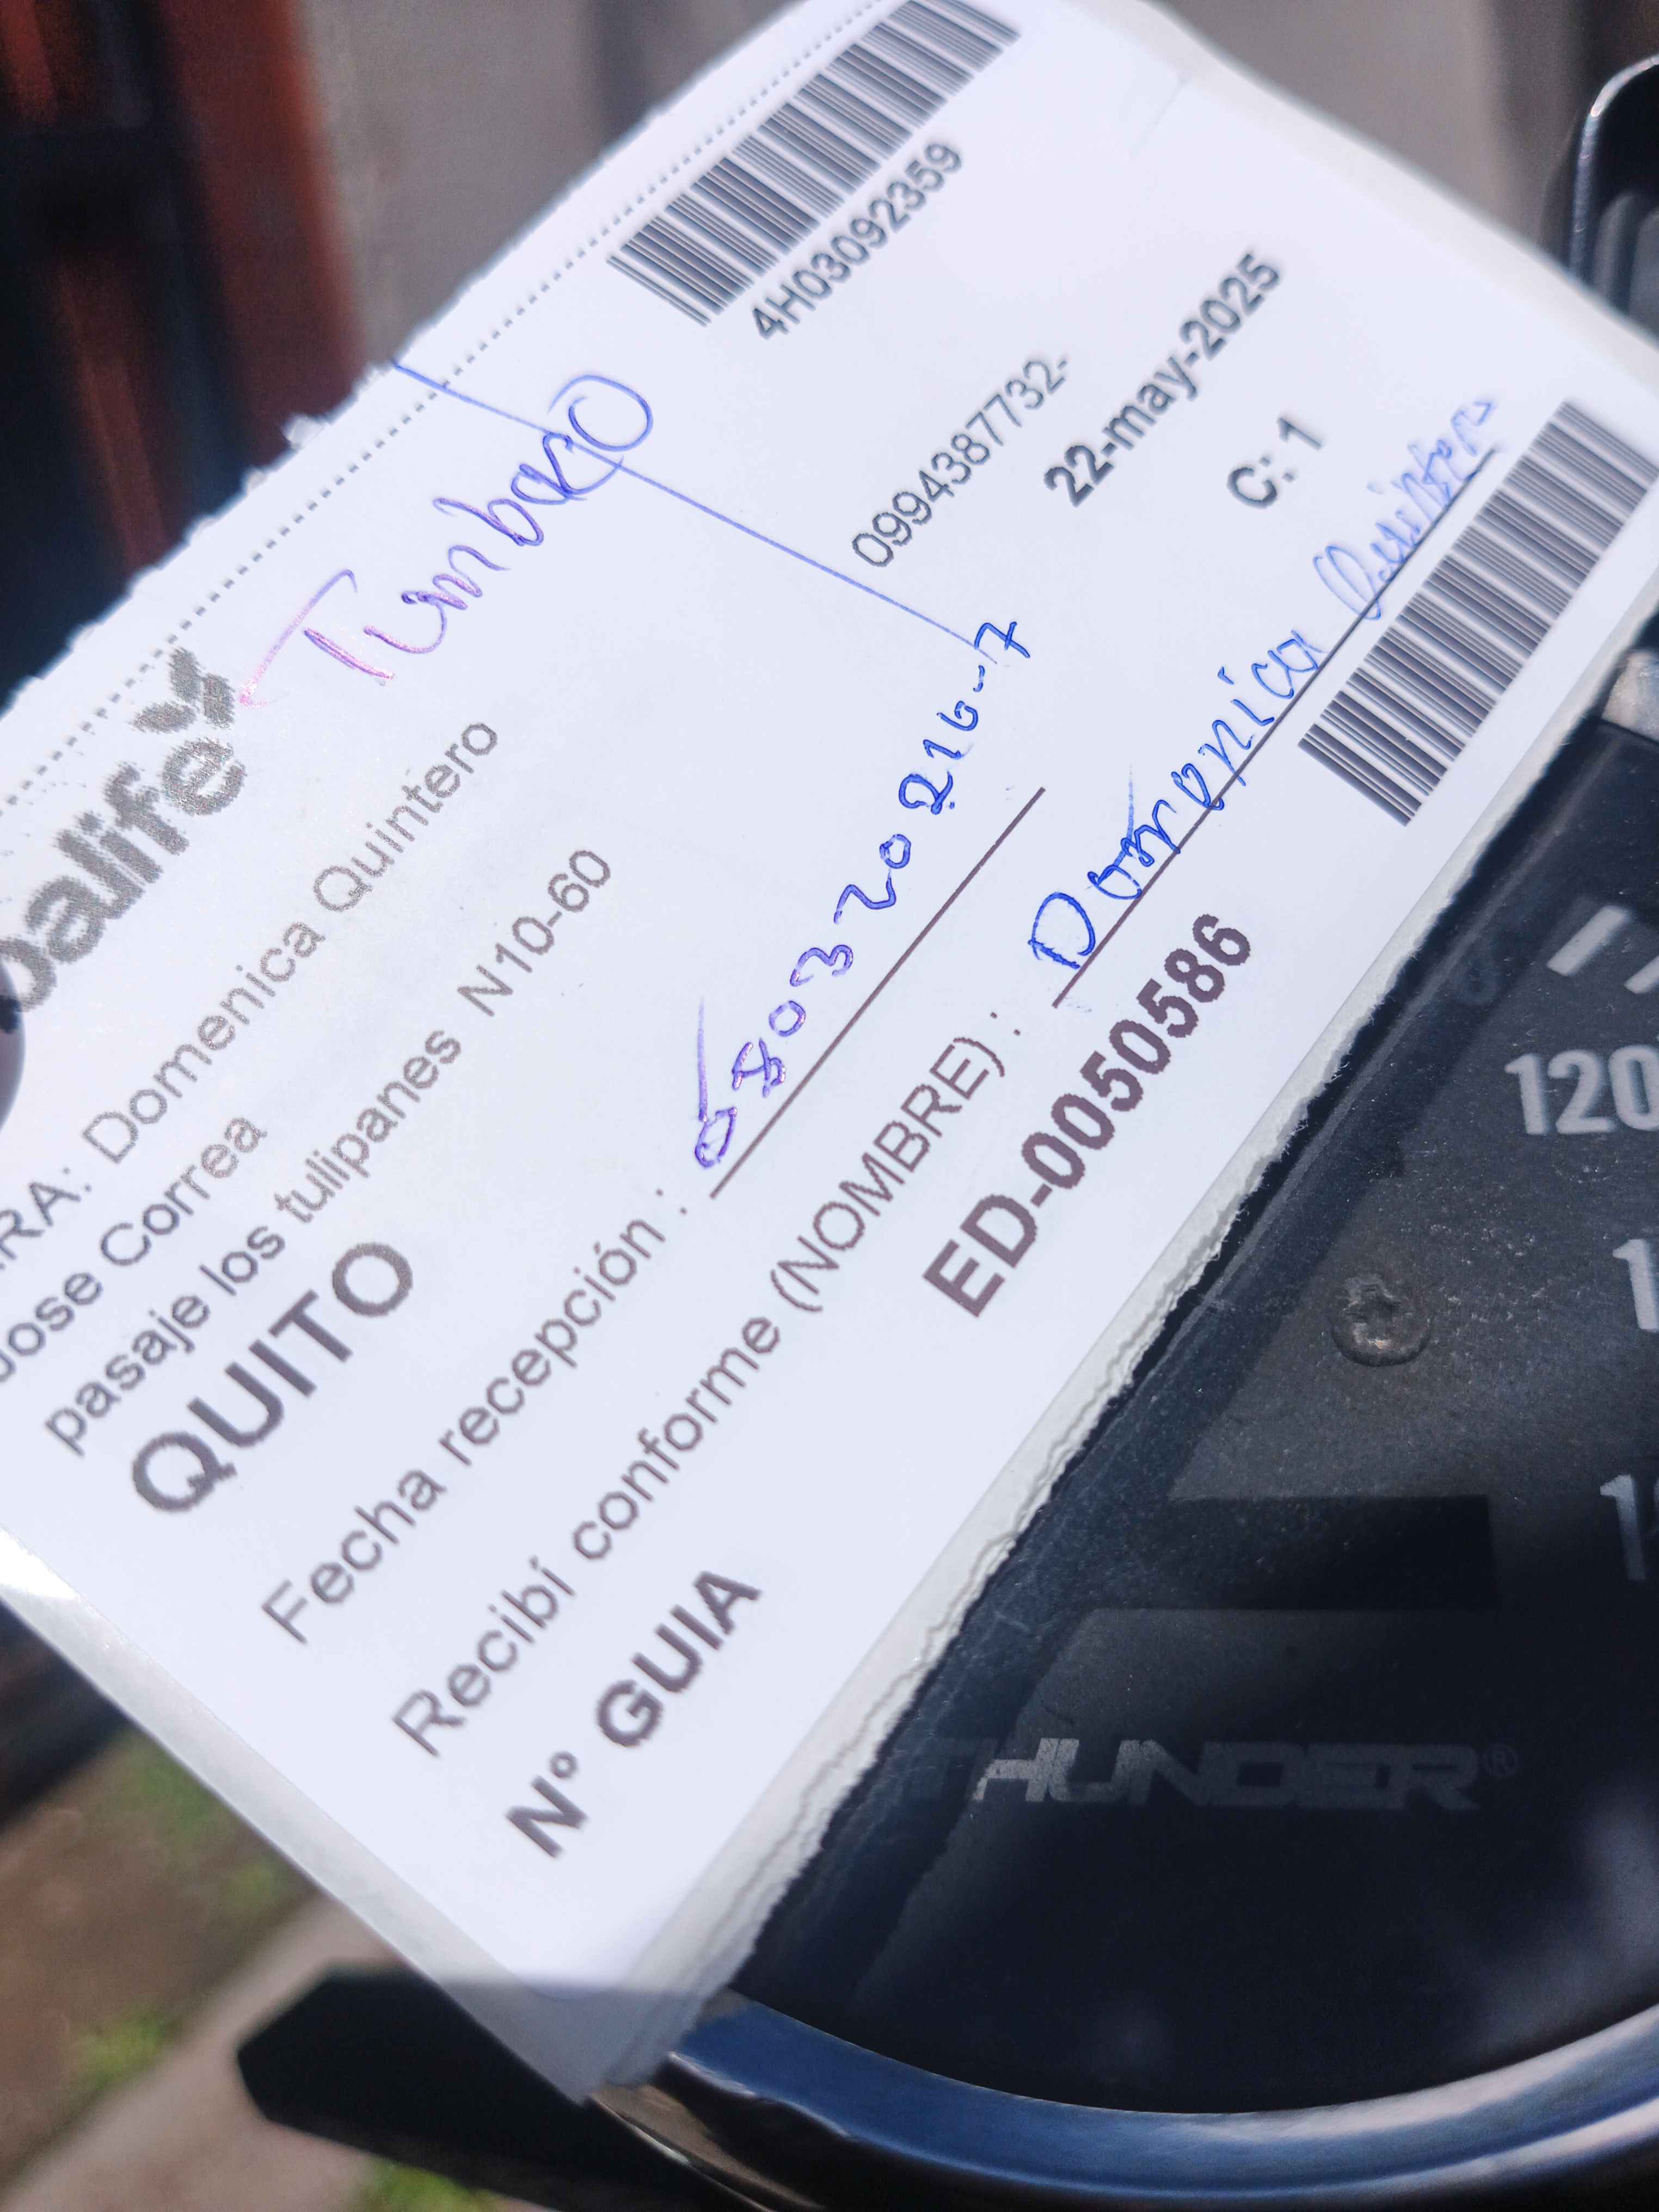 balife
Tumbaco
4H03092359
RA: Domenica Quintero
Jose Correa
pasaje los tulipanes N10-60
0994387732-
QUITO
22-may-2025
C: 1
Fecha recepción :
Recibí conforme (NOMBRE) : Domenica Quintero
Nº GUIA ED-0050586
120
THUNDER®